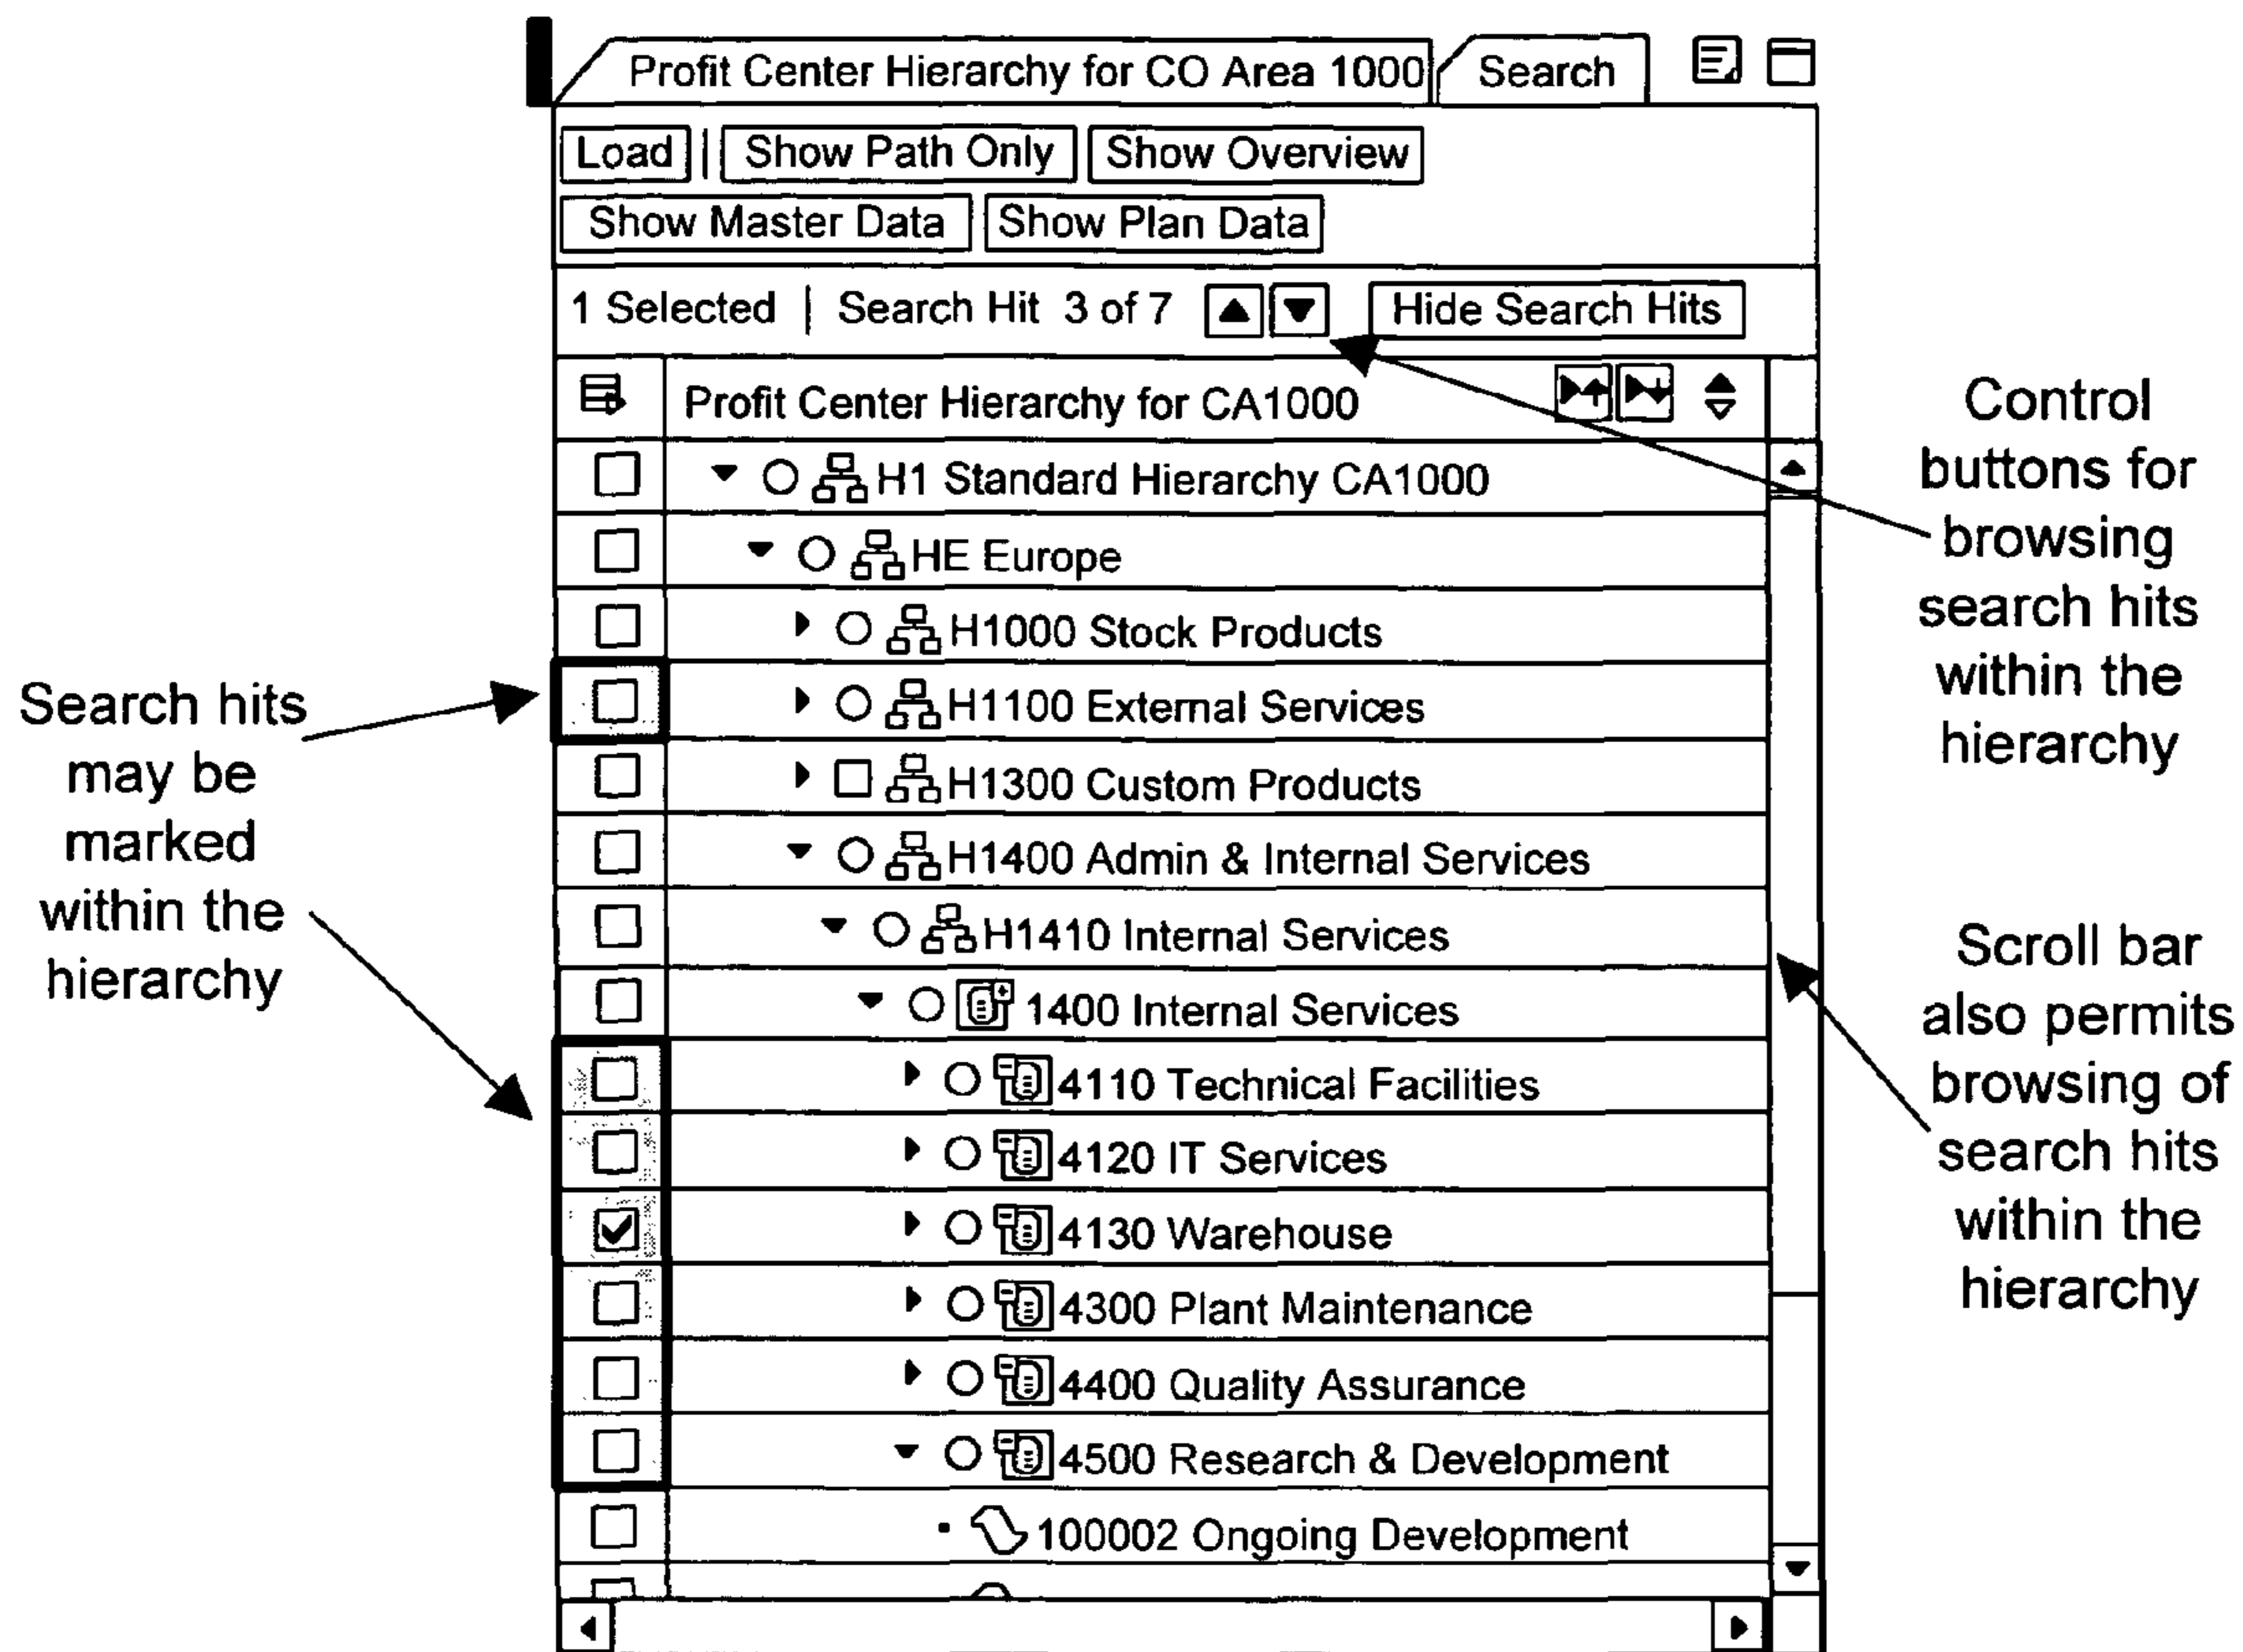 Profit Center Hierarchy for CO Area 1000 Search
Load | Show Path Only Show Overview
Show Master Data Show Plan Data
1 Selected | Search Hit 3 of 7 Hide Search Hits
Profit Center Hierarchy for CA1000
H1 Standard Hierarchy CA1000
HE Europe
H1000 Stock Products
H1100 External Services
H1300 Custom Products
H1400 Admin & Internal Services
H1410 Internal Services
1400 Internal Services
4110 Technical Facilities
4120 IT Services
4130 Warehouse
4300 Plant Maintenance
4400 Quality Assurance
4500 Research & Development
100002 Ongoing Development
Search hits
may be
marked
within the
hierarchy
Control
buttons for
browsing
search hits
within the
hierarchy
Scroll bar
also permits
browsing of
search hits
within the
hierarchy